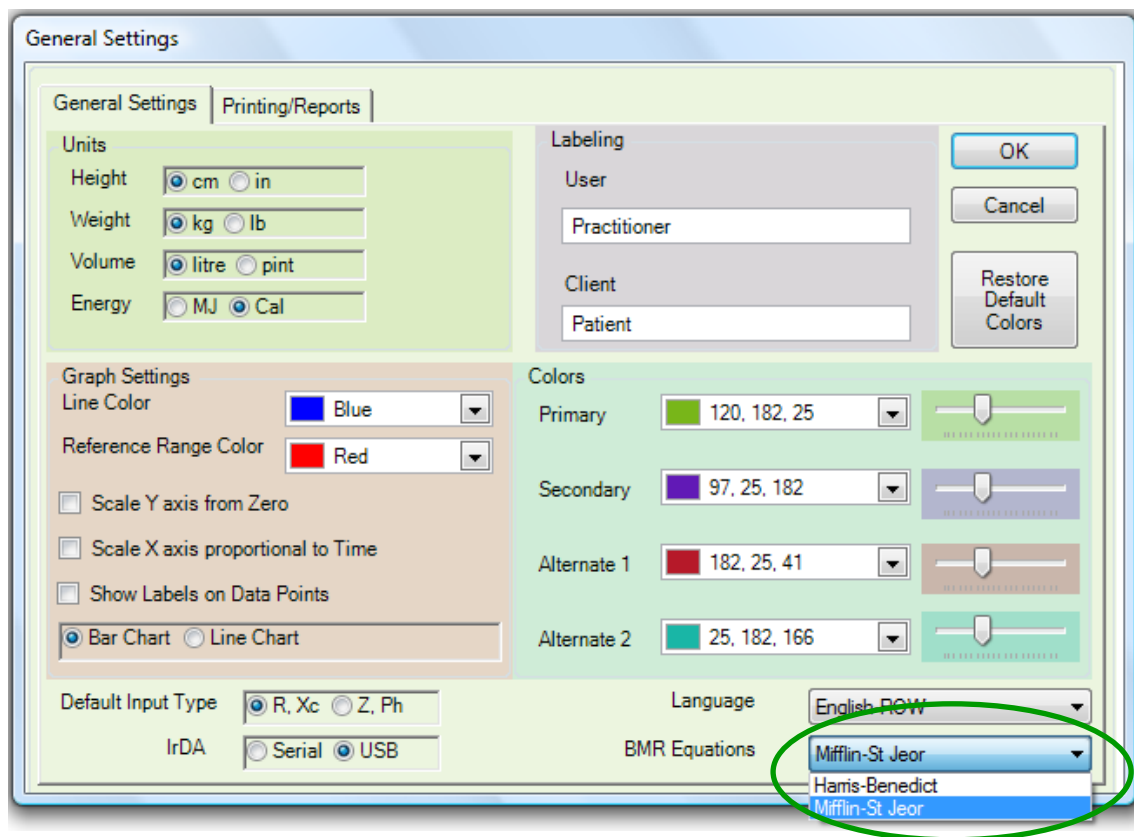 General Settings
General Settings Printing/Reports
Units
Height cm in
Weight kg lb
Volume litre pint
Energy MJ Cal
Labeling
User
Practitioner
Client
Patient
OK
Cancel
Restore
Default
Colors
Graph Settings
Line Color Blue
Reference Range Color Red
Scale Y axis from Zero
Scale X axis proportional to Time
Show Labels on Data Points
Bar Chart Line Chart
Colors
Primary 120, 182, 25
Secondary 97, 25, 182
Alternate 1 182, 25, 41
Alternate 2 25, 182, 166
Default Input Type R, Xc Z, Ph
IrDA Serial USB
Language English-ROW
BMR Equations Mifflin-St Jeor
Harris-Benedict
Mifflin-St Jeor